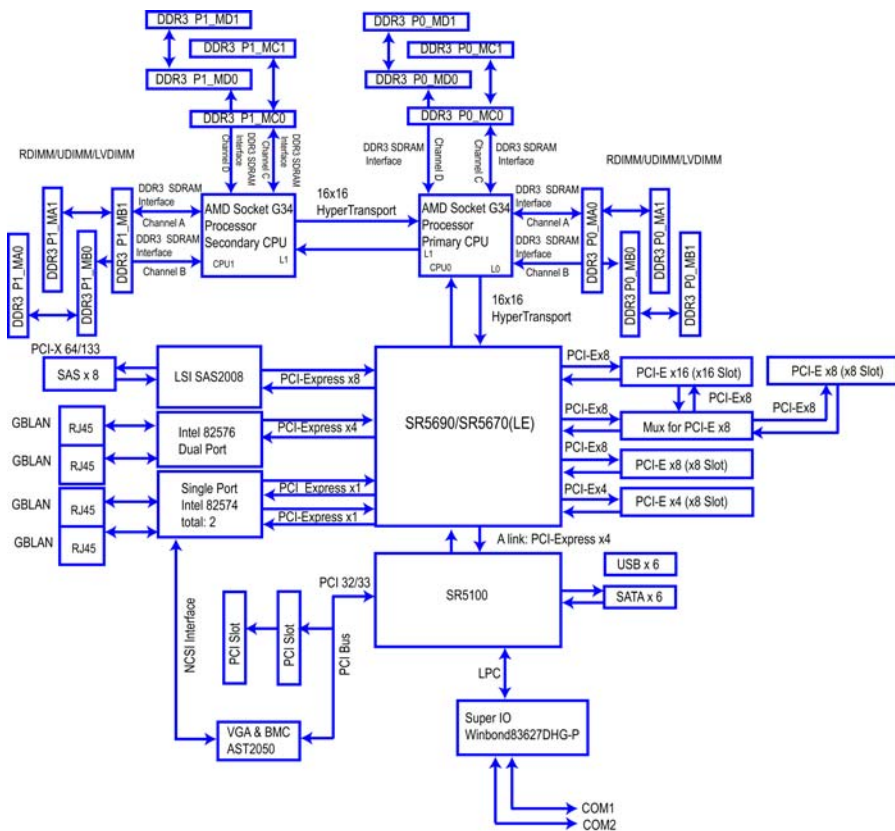 DDR3 P1_MD1
DDR3 P0_MD1
DDR3 P1_MC1
DDR3 P0_MC1
DDR3 P1_MD0
DDR3 P0_MD0
DDR3 P1_MC0
DDR3 P0_MC0
Channel D
DDR3 SDRAM
Interface
Channel C
DDR3 SDRAM
Interface
DDR3 SDRAM
Interface
Channel D
Channel C
DDR3 SDRAM
Interface
RDIMM/UDIMM/LVDIMM
RDIMM/UDIMM/LVDIMM
DDR3 P1_MA0
DDR3 P1_MA1
DDR3 P1_MB0
DDR3 P1_MB1
DDR3 SDRAM
Interface
Channel A
DDR3 SDRAM
Interface
Channel B
AMD Socket G34
Processor
Secondary CPU
CPU1
L1
16x16
HyperTransport
AMD Socket G34
Processor
Primary CPU
L1
CPU0
L0
DDR3 SDRAM
Interface
Channel A
DDR3 SDRAM
Interface
Channel B
DDR3 P0_MA0
DDR3 P0_MB0
DDR3 P0_MA1
DDR3 P0_MB1
16x16
HyperTransport
PCI-X 64/133
SAS x 8
LSI SAS2008
PCI-Express x8
SR5690/SR5670(LE)
PCI-Ex8
PCI-E x16 (x16 Slot)
PCI-E x8 (x8 Slot)
PCI-Ex8
GBLAN
RJ45
GBLAN
RJ45
Intel 82576
Dual Port
PCI-Express x4
PCI-Ex8
Mux for PCI-E x8
PCI-Ex8
PCI-Ex8
PCI-E x8 (x8 Slot)
GBLAN
RJ45
GBLAN
RJ45
Single Port
Intel 82574
total: 2
PCI Express x1
PCI-Express x1
PCI-Ex4
PCI-E x4 (x8 Slot)
A link: PCI-Express x4
SR5100
USB x 6
SATA x 6
PCI 32/33
NCSI Interface
PCI Slot
PCI Slot
PCI Bus
LPC
VGA & BMC
AST2050
Super IO
Winbond83627DHG-P
COM1
COM2